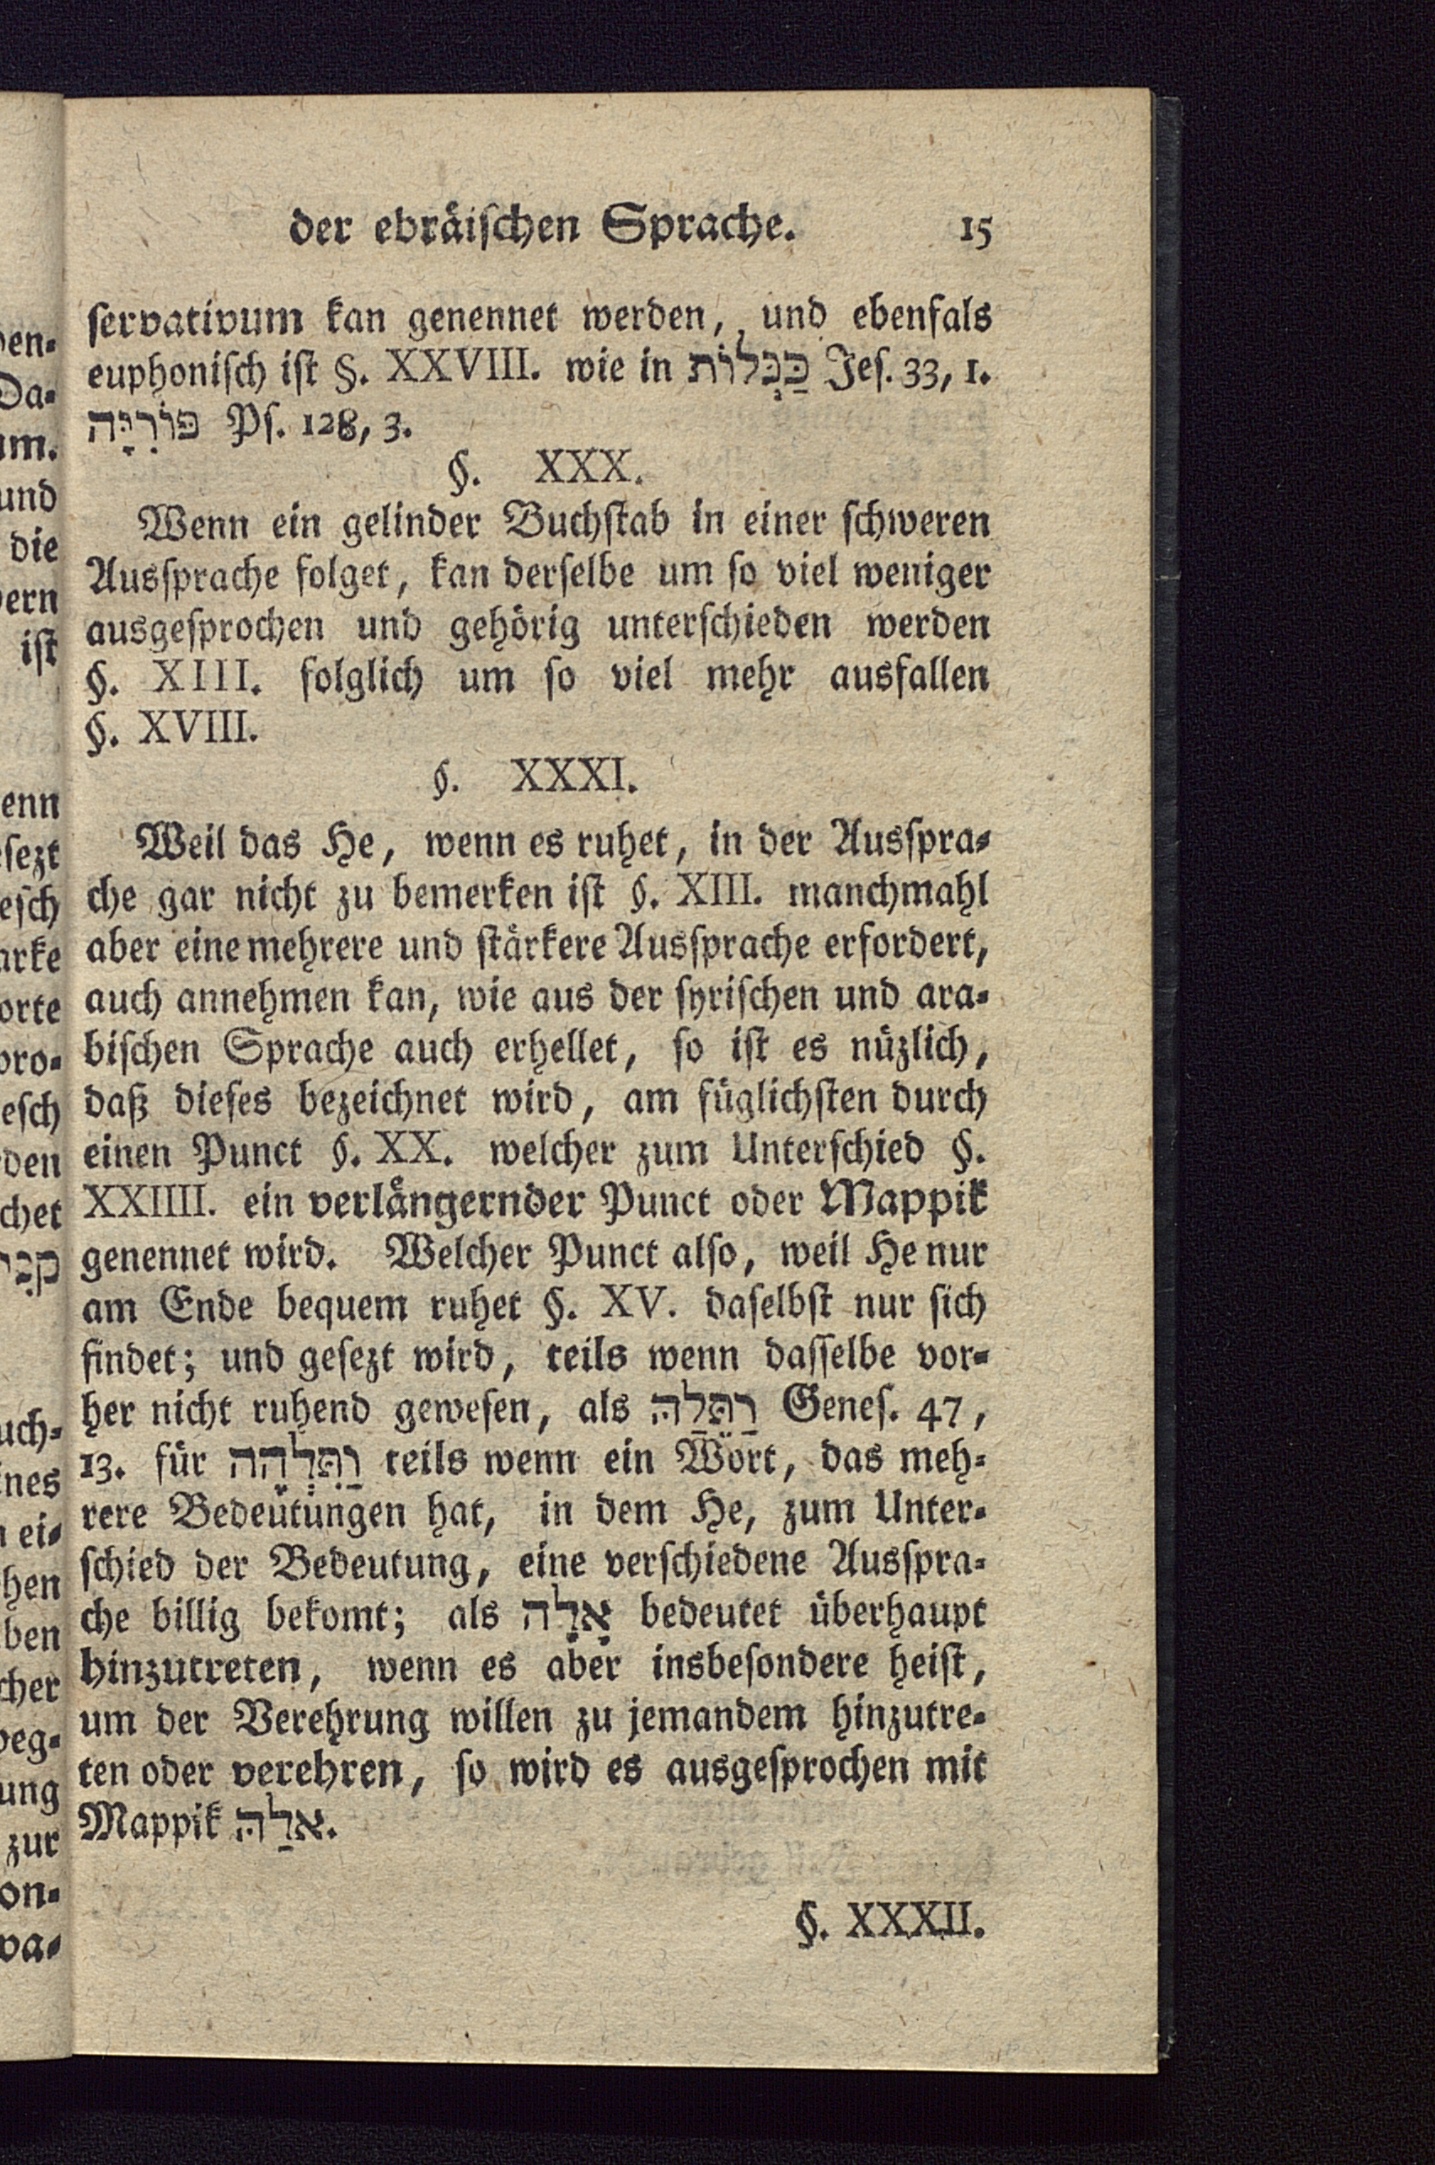 der ebräischen Sprache. 15
servativum kan genennet werden, und ebenfals
euphonisch ist §. XXVIII. wie in כַּנְּלוֹת Jes. 33, 1.
פּוֹרִיָּה Ps. 128, 3.
§. XXX.
Wenn ein gelinder Buchstab in einer schweren
Aussprache folget, kan derselbe um so viel weniger
ausgesprochen und gehörig unterschieden werden
§. XIII. folglich um so viel mehr ausfallen
§. XVIII.
§. XXXI.
Weil das He, wenn es ruhet, in der Ausspra-
che gar nicht zu bemerken ist §. XIII. manchmahl
aber eine mehrere und stärkere Aussprache erfordert,
auch annehmen kan, wie aus der syrischen und ara-
bischen Sprache auch erhellet, so ist es nüzlich,
daß dieses bezeichnet wird, am füglichsten durch
einen Punct §. XX. welcher zum Unterschied §.
XXIIII. ein verlängernder Punct oder Mappik
genennet wird. Welcher Punct also, weil He nur
am Ende bequem ruhet §. XV. daselbst nur sich
findet; und gesezt wird, teils wenn dasselbe vor-
her nicht ruhend gewesen, als וַתֵּלַהּ Genes. 47,
13. für וַתִּלְהָה teils wenn ein Wort, das meh-
rere Bedeutungen hat, in dem He, zum Unter-
schied der Bedeutung, eine verschiedene Ausspra-
che billig bekomt; als אָלָה bedeutet überhaupt
hinzutreten, wenn es aber insbesondere heist,
um der Verehrung willen zu jemandem hinzutre-
ten oder verehren, so wird es ausgesprochen mit
Mappik אלַהּ.
§. XXXII.